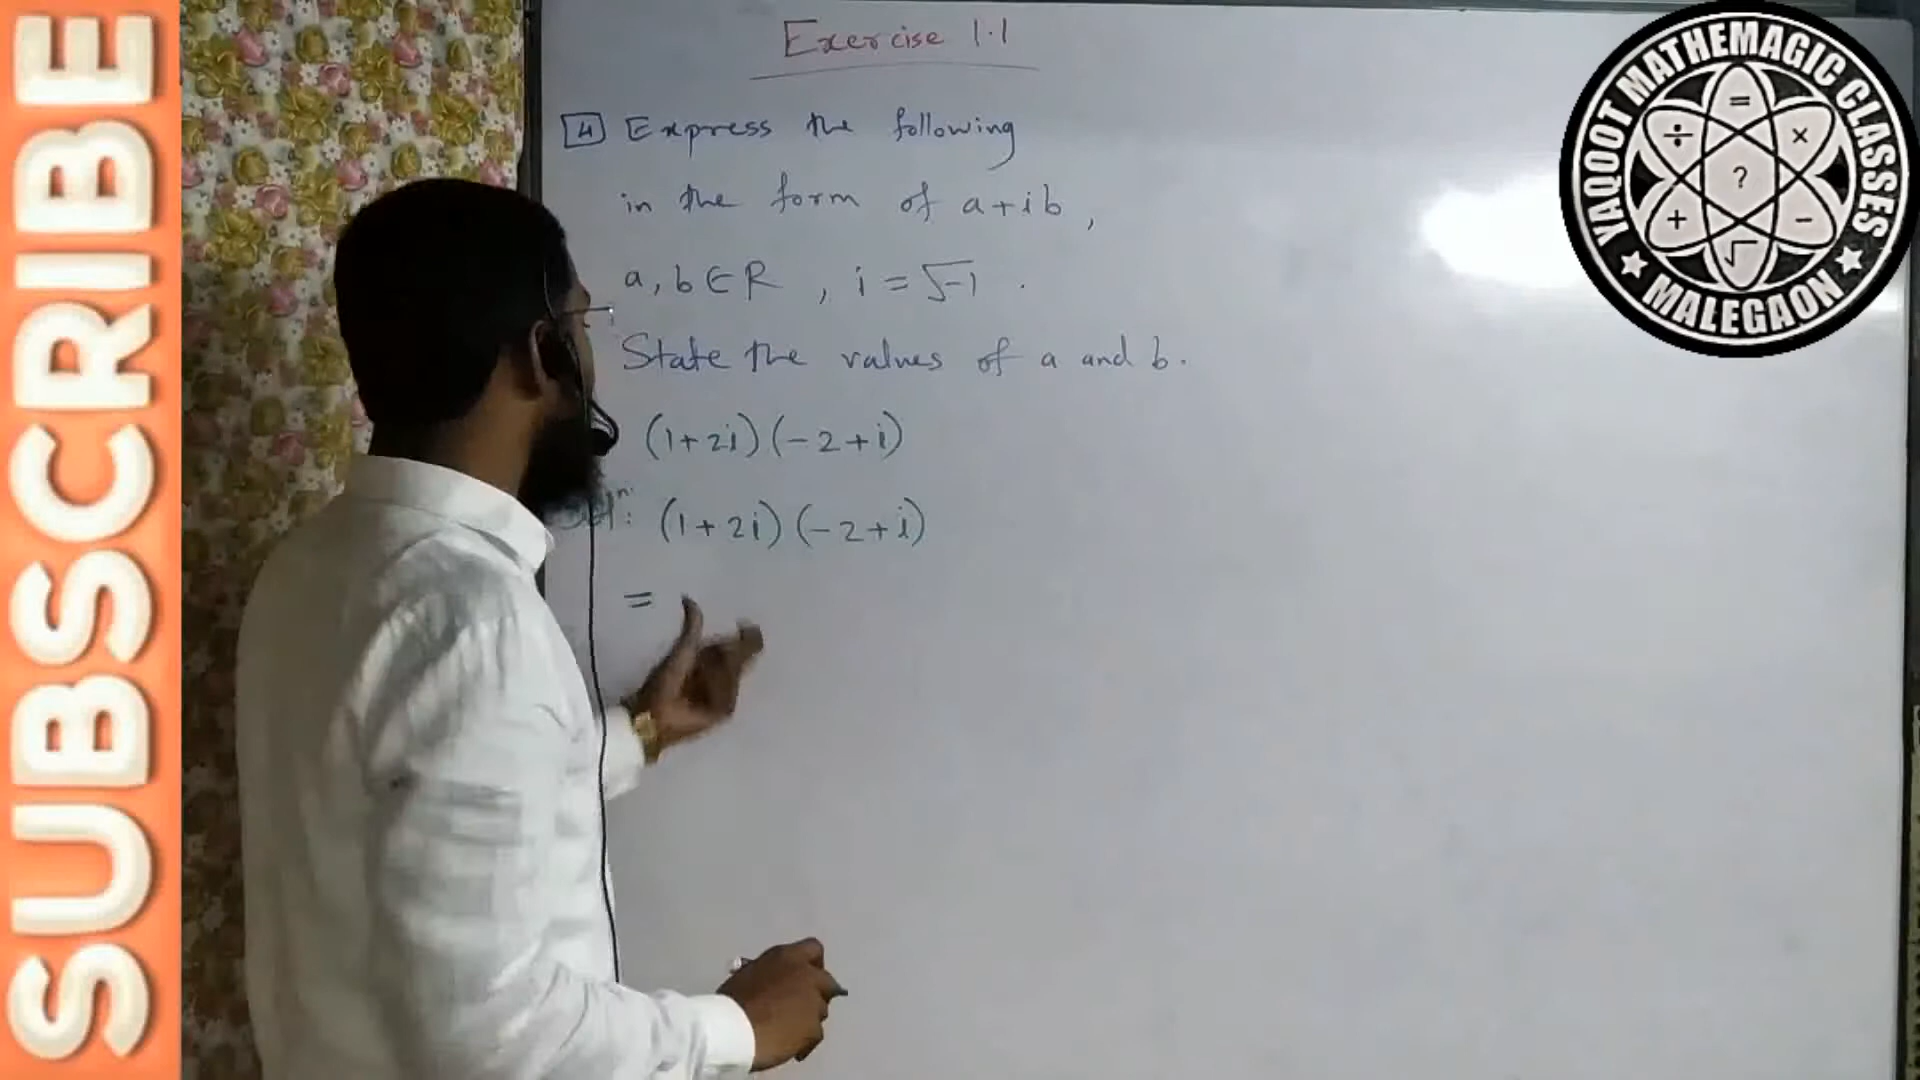 SUBSCRIBE
Exercise 1.1
4 Express the following
in the form of a+ib,
a, b ∈ R , i = √-1 .
State the values of a and b.
(1+2i)(-2+i)
Solⁿ: (1+2i)(-2+i)
=
YAQOOT MATHEMAGIC CLASSES
★ MALEGAON ★
=
÷ ×
?
+ −
√